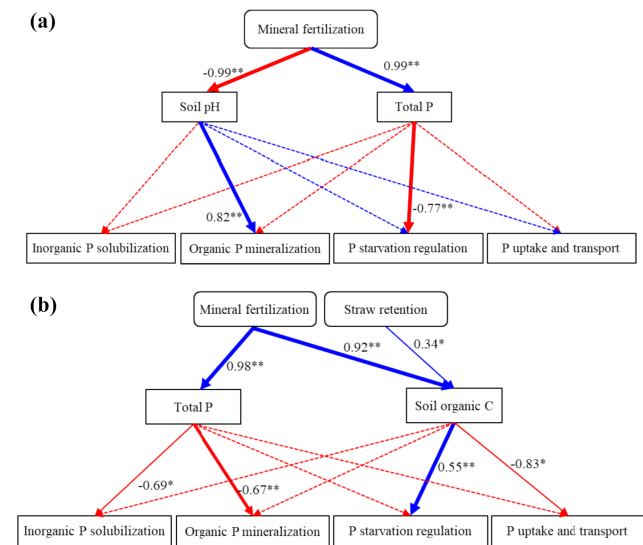 (a)
Mineral fertilization
-0.99** 0.99**
Soil pH Total P
0.82** -0.77**
Inorganic P solubilization Organic P mineralization P starvation regulation P uptake and transport
(b)
Mineral fertilization Straw retention
0.98** 0.92** 0.34*
Total P Soil organic C
-0.69* -0.67** 0.55** -0.83*
Inorganic P solubilization Organic P mineralization P starvation regulation P uptake and transport